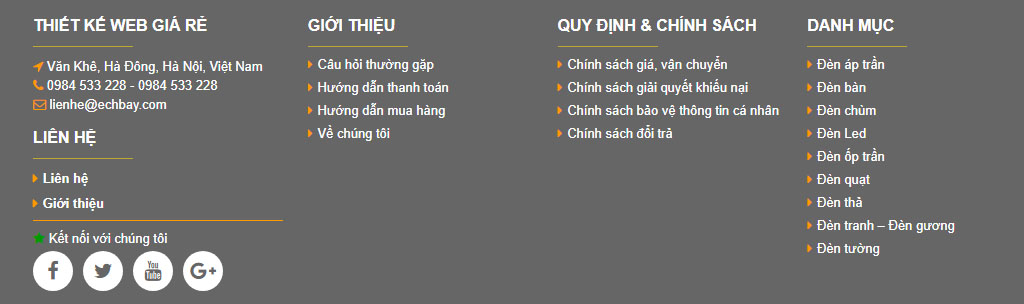 THIẾT KẾ WEB GIÁ RẺ
Văn Khê, Hà Đông, Hà Nội, Việt Nam
0984 533 228 - 0984 533 228
lienhe@echbay.com
LIÊN HỆ
Liên hệ
Giới thiệu
Kết nối với chúng tôi
You Tube
G+
GIỚI THIỆU
Câu hỏi thường gặp
Hướng dẫn thanh toán
Hướng dẫn mua hàng
Về chúng tôi
QUY ĐỊNH & CHÍNH SÁCH
Chính sách giá, vận chuyển
Chính sách giải quyết khiếu nại
Chính sách bảo vệ thông tin cá nhân
Chính sách đổi trả
DANH MỤC
Đèn áp trần
Đèn bàn
Đèn chùm
Đèn Led
Đèn ốp trần
Đèn quạt
Đèn thả
Đèn tranh – Đèn gương
Đèn tường